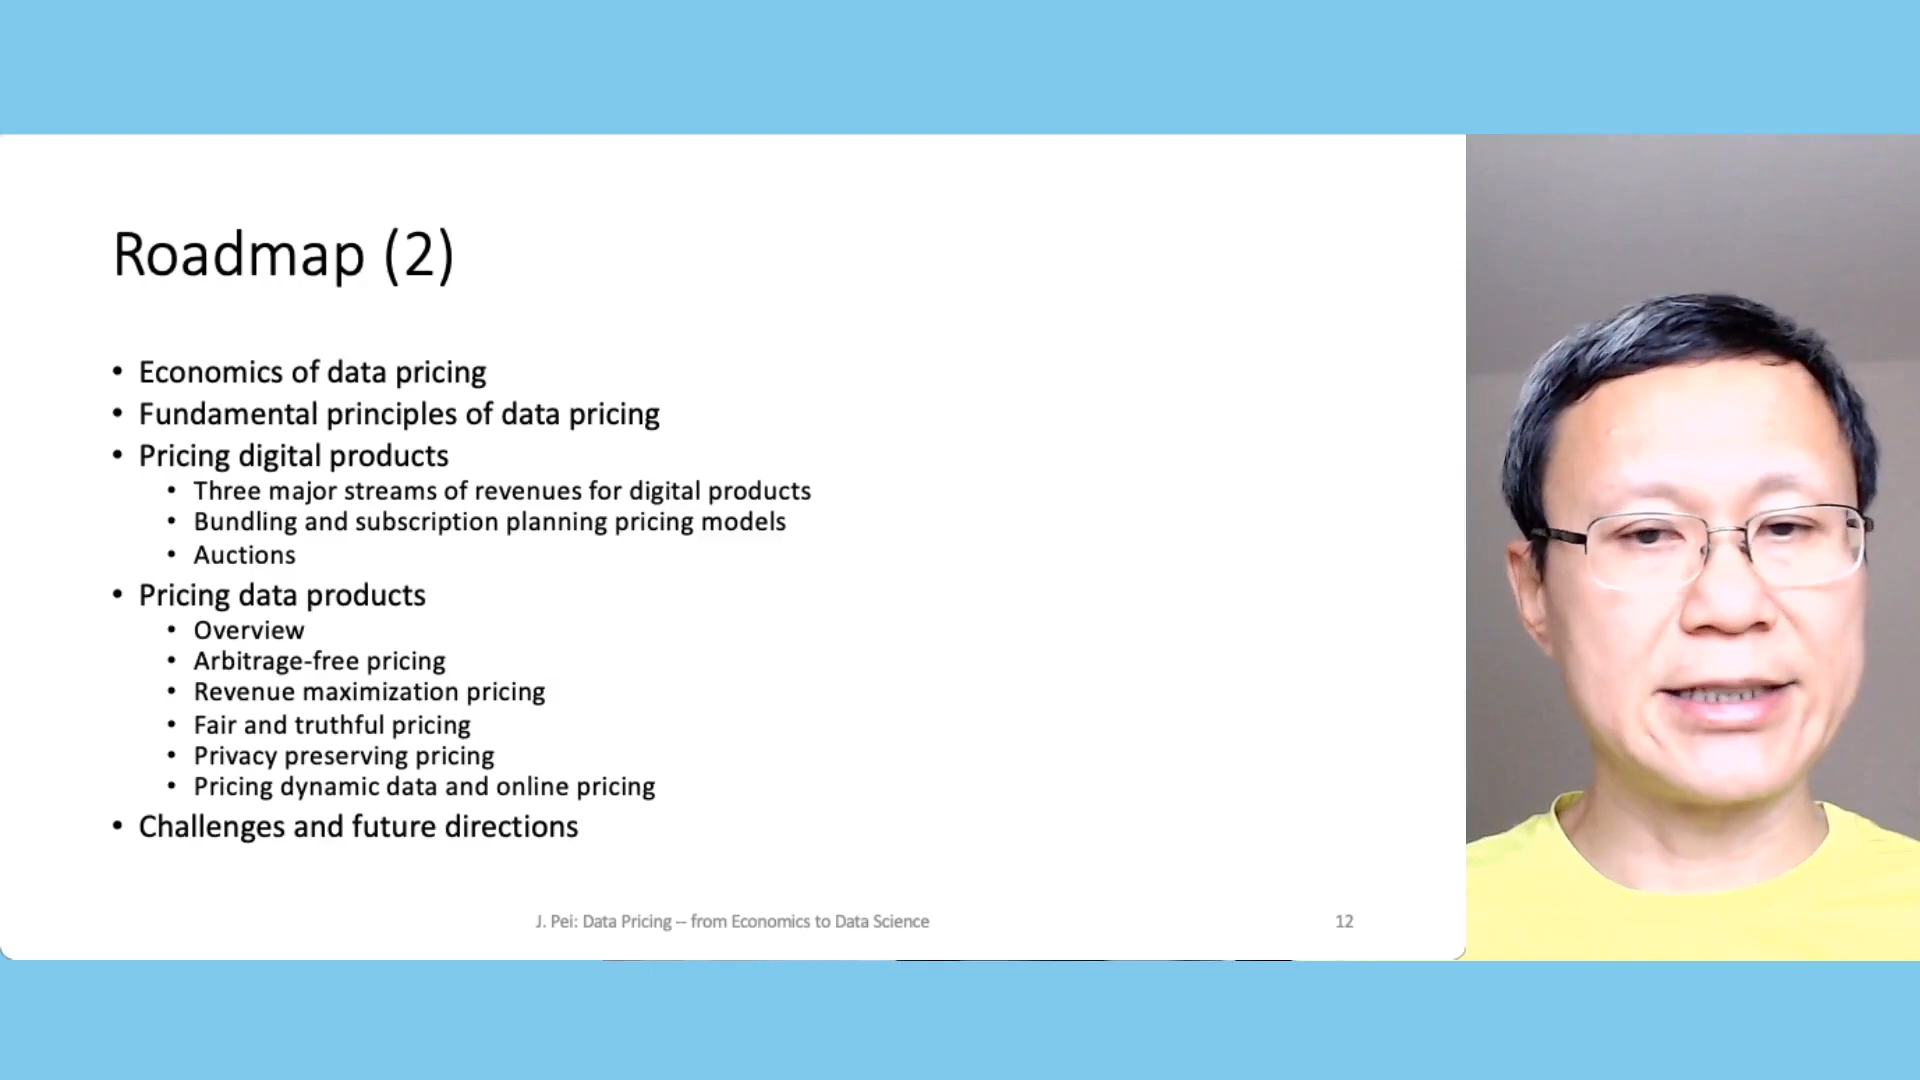 Roadmap (2)
• Economics of data pricing
• Fundamental principles of data pricing
• Pricing digital products
• Three major streams of revenues for digital products
• Bundling and subscription planning pricing models
• Auctions
• Pricing data products
• Overview
• Arbitrage-free pricing
• Revenue maximization pricing
• Fair and truthful pricing
• Privacy preserving pricing
• Pricing dynamic data and online pricing
• Challenges and future directions
J. Pei: Data Pricing -- from Economics to Data Science
12